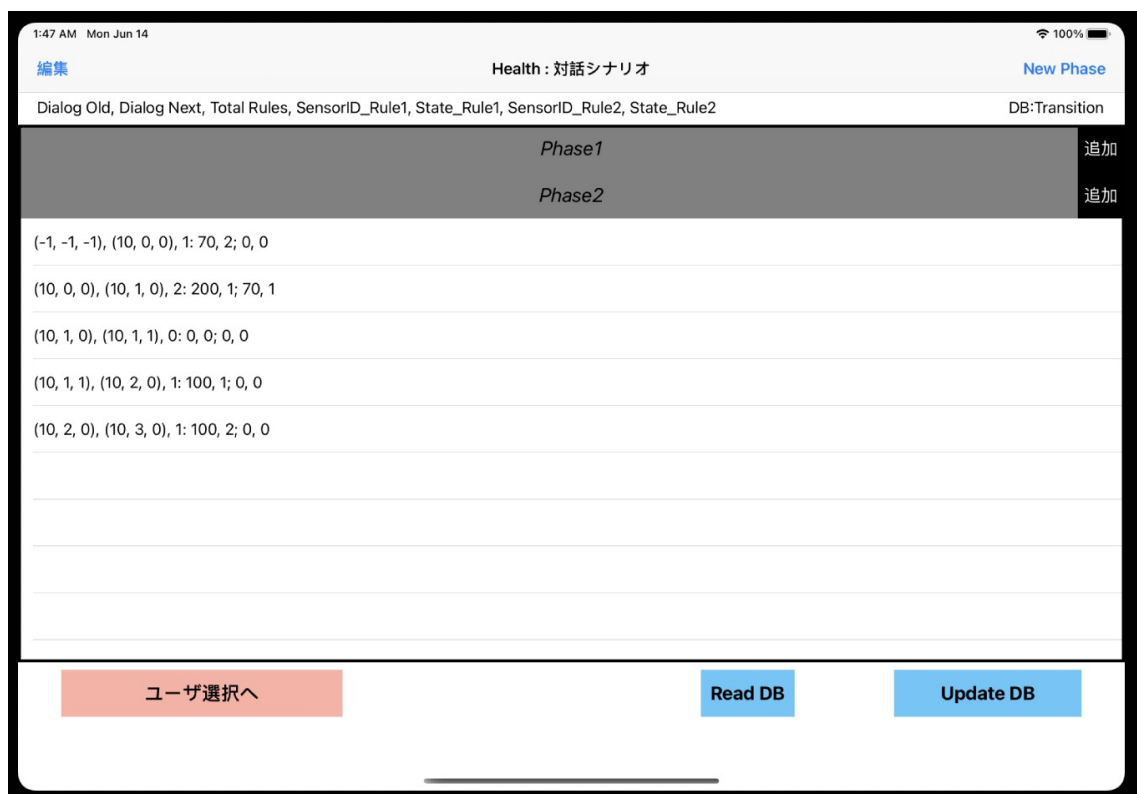 1:47 AM Mon Jun 14 100%
編集 Health : 対話シナリオ New Phase
Dialog Old, Dialog Next, Total Rules, SensorID_Rule1, State_Rule1, SensorID_Rule2, State_Rule2 DB:Transition
Phase1 追加
Phase2 追加
(-1, -1, -1), (10, 0, 0), 1: 70, 2; 0, 0
(10, 0, 0), (10, 1, 0), 2: 200, 1; 70, 1
(10, 1, 0), (10, 1, 1), 0: 0, 0; 0, 0
(10, 1, 1), (10, 2, 0), 1: 100, 1; 0, 0
(10, 2, 0), (10, 3, 0), 1: 100, 2; 0, 0
ユーザ選択へ Read DB Update DB